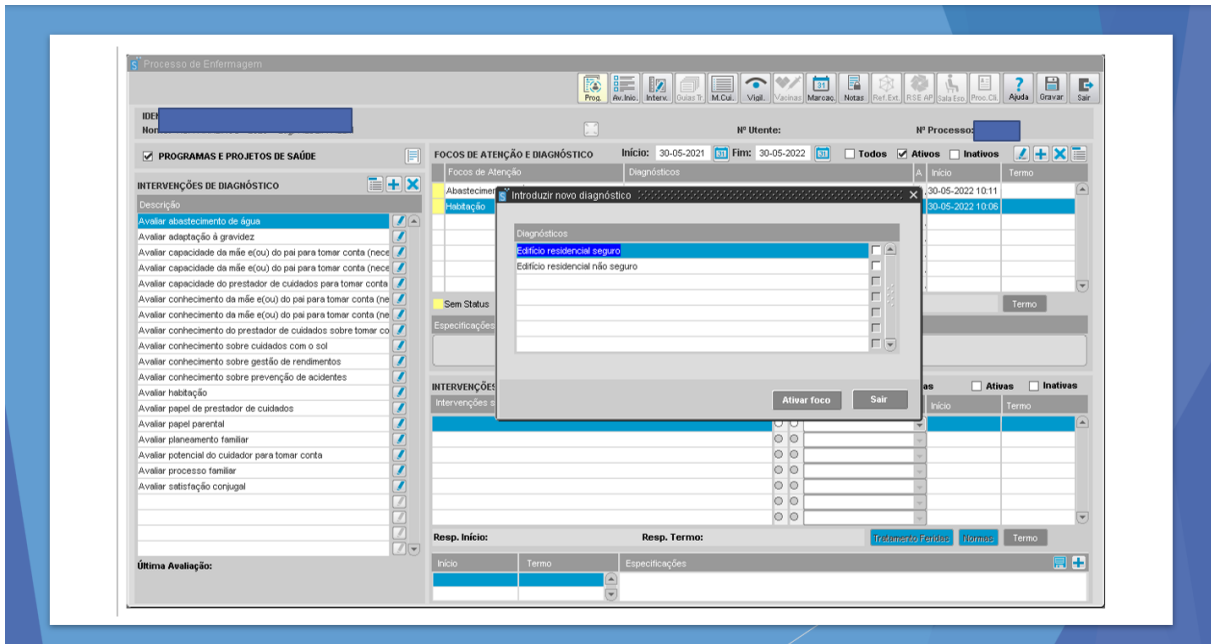 Processo de Enfermagem
Prog. Av.Inic. Interv. Guias Tr. M.Cui. Vigil. Vacinas Marcaç. Notas Ref.Ext. RSE AP Sala Enf. Proc.Cli. Ajuda Gravar Sair
Nº Utente: Nº Processo:
PROGRAMAS E PROJETOS DE SAÚDE
INTERVENÇÕES DE DIAGNÓSTICO
Descrição
Avaliar abastecimento de água
Avaliar adaptação á gravidez
Avaliar capacidade da mãe e(ou) do pai para tomar conta (nece
Avaliar capacidade da mãe e(ou) do pai para tomar conta (nece
Avaliar capacidade do prestador de cuidados para tomar conta
Avaliar conhecimento da mãe e(ou) do pai para tomar conta (ne
Avaliar conhecimento da mãe e(ou) do pai para tomar conta (ne
Avaliar conhecimento do prestador de cuidados sobre tomar co
Avaliar conhecimento sobre cuidados com o sol
Avaliar conhecimento sobre gestão de rendimentos
Avaliar conhecimento sobre prevenção de acidentes
Avaliar habitação
Avaliar papel de prestador de cuidados
Avaliar papel parental
Avaliar planeamento familiar
Avaliar potencial do cuidador para tomar conta
Avaliar processo familiar
Avaliar satisfação conjugal
Última Avaliação:
FOCOS DE ATENÇÃO E DIAGNÓSTICO Início: 30-05-2021 31 Fim: 30-05-2022 31 Todos Ativos Inativos
Focos de Atenção Diagnósticos A Início Termo
Abastecimen 30-05-2022 10:11
Habitação 30-05-2022 10:06
Introduzir novo diagnóstico
Diagnósticos
Edifício residencial seguro
Edifício residencial não seguro
Ativar foco Sair
Sem Status Termo
Especificações
INTERVENÇÕES as Ativas Inativas
Intervenções s Início Termo
Resp. Início: Resp. Termo: Tratamento Feridas Normas Termo
Início Termo Especificações